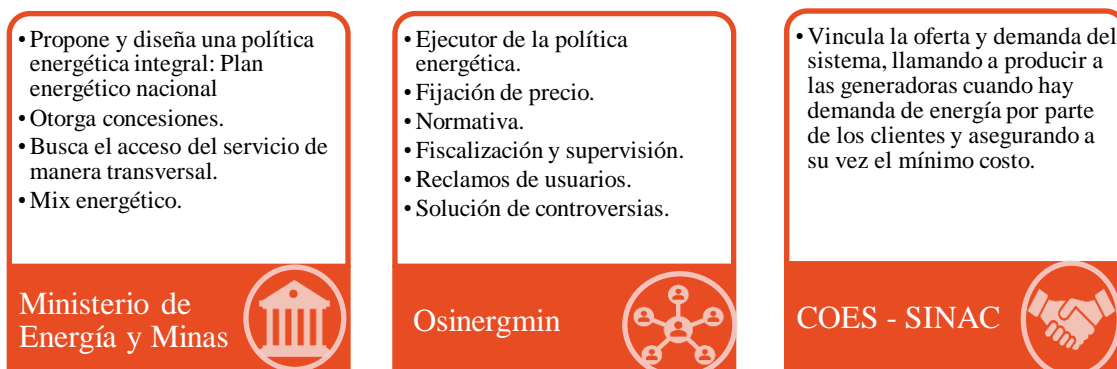 • Propone y diseña una política
energética integral: Plan
energético nacional
• Otorga concesiones.
• Busca el acceso del servicio de
manera transversal.
• Mix energético.
Ministerio de
Energía y Minas
• Ejecutor de la política
energética.
• Fijación de precio.
• Normativa.
• Fiscalización y supervisión.
• Reclamos de usuarios.
• Solución de controversias.
Osinergmin
• Vincula la oferta y demanda del
sistema, llamando a producir a
las generadoras cuando hay
demanda de energía por parte
de los clientes y asegurando a
su vez el mínimo costo.
COES - SINAC